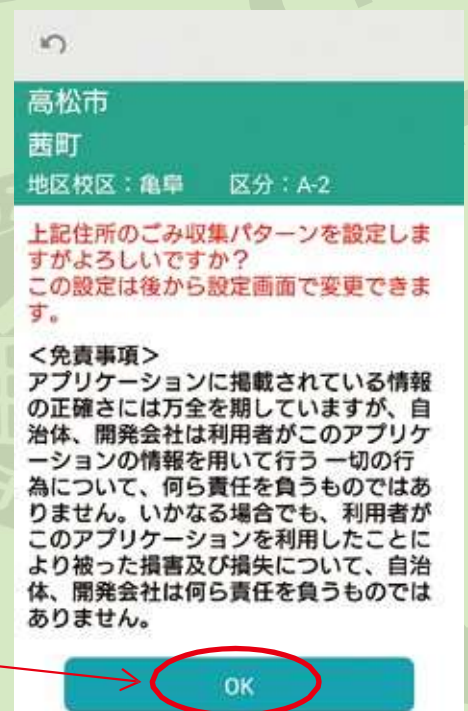 高松市
茜町
地区校区：亀阜　区分：A-2
上記住所のごみ収集パターンを設定しま
すがよろしいですか？
この設定は後から設定画面で変更できま
す。
＜免責事項＞
アプリケーションに掲載されている情報
の正確さには万全を期していますが、自
治体、開発会社は利用者がこのアプリケ
ーションの情報を用いて行う一切の行
為について、何ら責任を負うものではあ
りません。いかなる場合でも、利用者が
このアプリケーションを利用したことに
より被った損害及び損失について、自治
体、開発会社は何ら責任を負うものでは
ありません。
OK